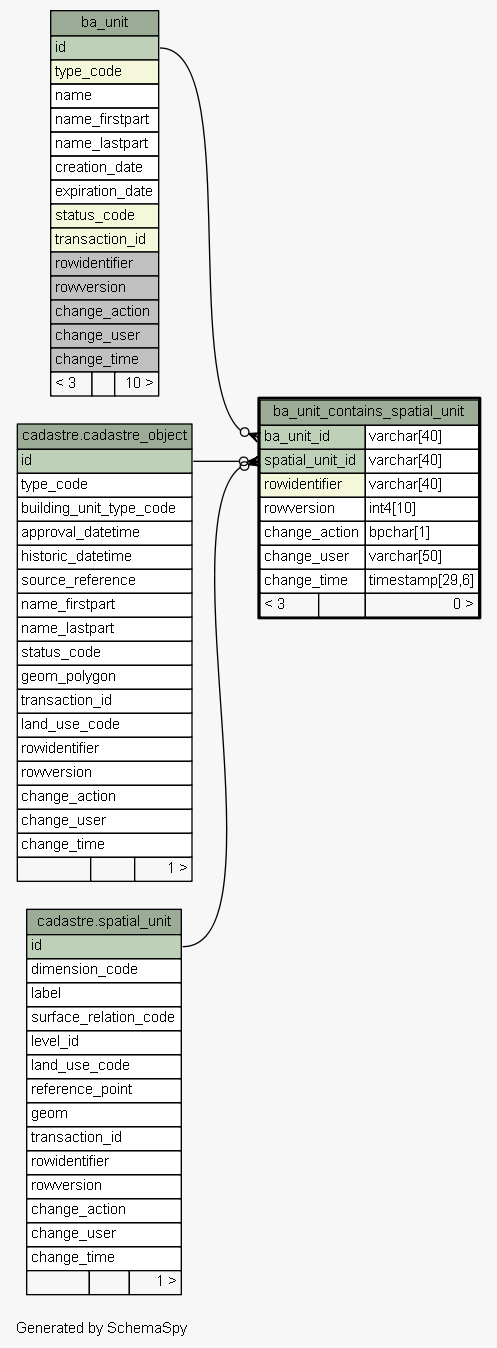 ba_unit
id
type_code
name
name_firstpart
name_lastpart
creation_date
expiration_date
status_code
transaction_id
rowidentifier
rowversion
change_action
change_user
change_time
< 3 10 >
ba_unit_contains_spatial_unit
ba_unit_id varchar[40]
spatial_unit_id varchar[40]
rowidentifier varchar[40]
rowversion int4[10]
change_action bpchar[1]
change_user varchar[50]
change_time timestamp[29,6]
< 3 0 >
cadastre.cadastre_object
id
type_code
building_unit_type_code
approval_datetime
historic_datetime
source_reference
name_firstpart
name_lastpart
status_code
geom_polygon
transaction_id
land_use_code
rowidentifier
rowversion
change_action
change_user
change_time
1 >
cadastre.spatial_unit
id
dimension_code
label
surface_relation_code
level_id
land_use_code
reference_point
geom
transaction_id
rowidentifier
rowversion
change_action
change_user
change_time
1 >
Generated by SchemaSpy